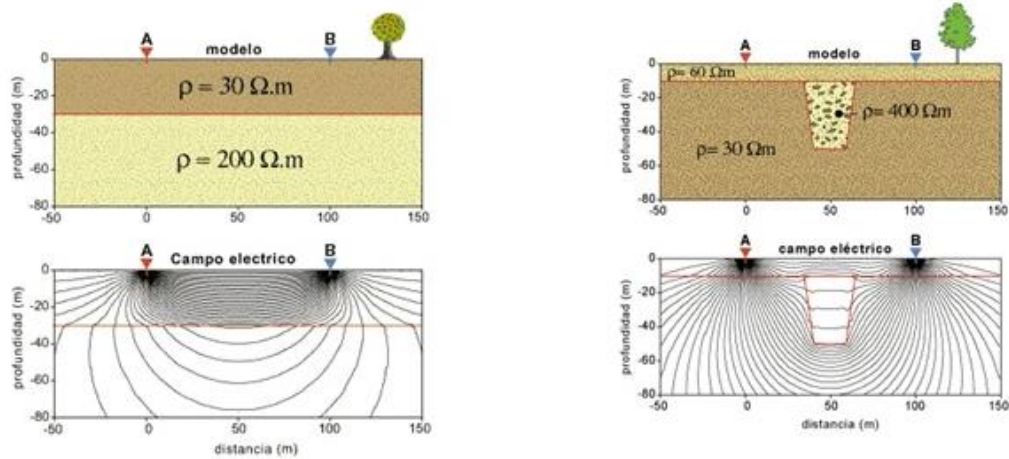 A
modelo
B
profundidad (m)
0
-20
-40
-60
-80
ρ = 30 Ω.m
ρ = 200 Ω.m
-50
0
50
100
150
A
Campo electrico
B
profundidad (m)
0
-20
-40
-60
-80
-50
0
50
100
150
distancia (m)
A
modelo
B
profundidad (m)
0
-20
-40
-60
-80
ρ= 60 Ωm
ρ= 400 Ωm
ρ= 30 Ωm
-50
0
50
100
150
A
campo eléctrico
B
profundidad (m)
0
-20
-40
-60
-80
-50
0
50
100
150
distancia (m)